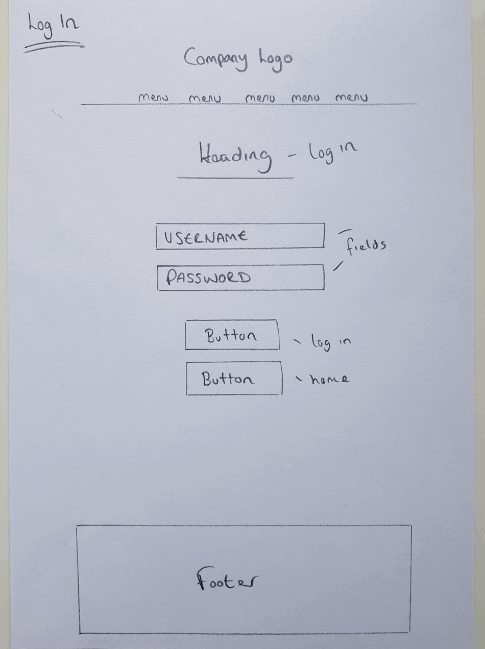 Log In
Company Logo
menu menu menu menu menu
Heading - log in
USERNAME
fields
PASSWORD
Button log in
Button home
Footer